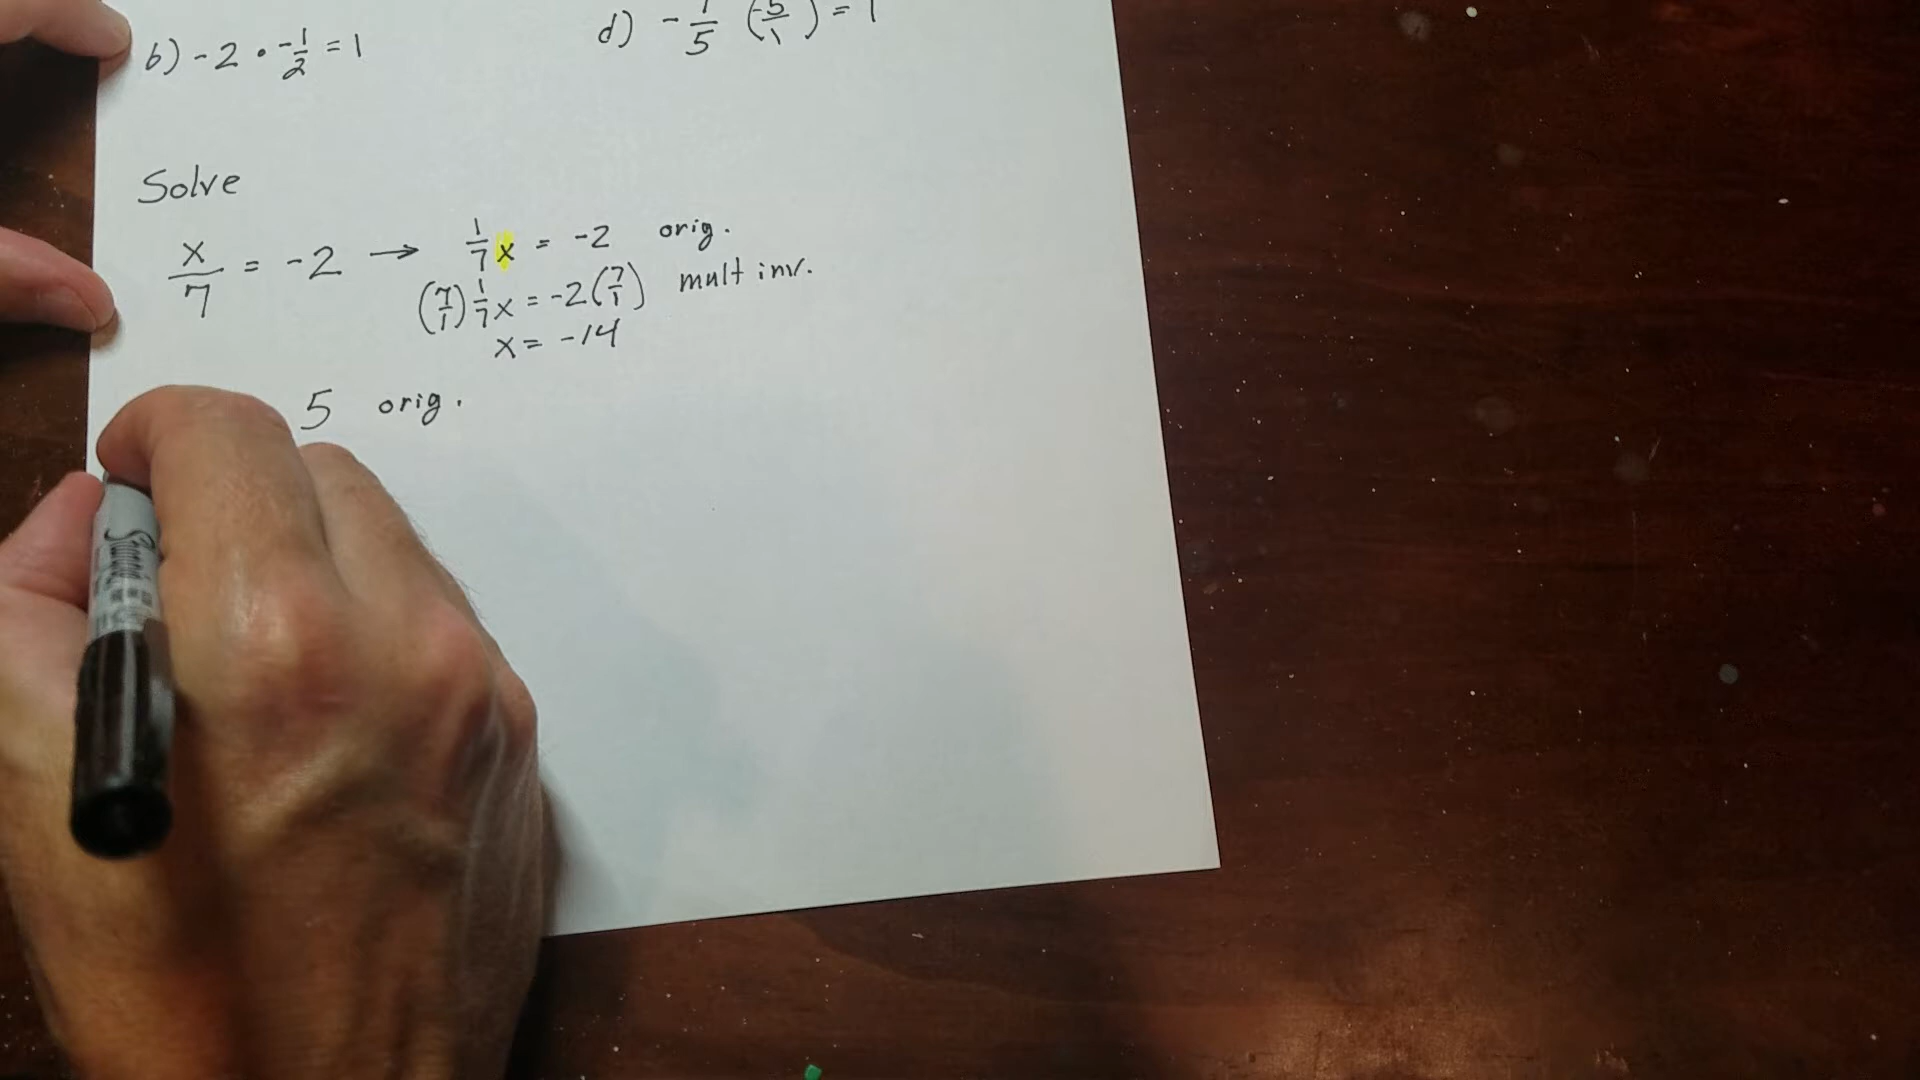 b) -2 · -1/2 = 1
d) -1/5 (-5/1) = 1
Solve
x/7 = -2 → 1/7 x = -2 orig.
(7/1) 1/7 x = -2 (7/1) mult inv.
x = -14
5 orig.